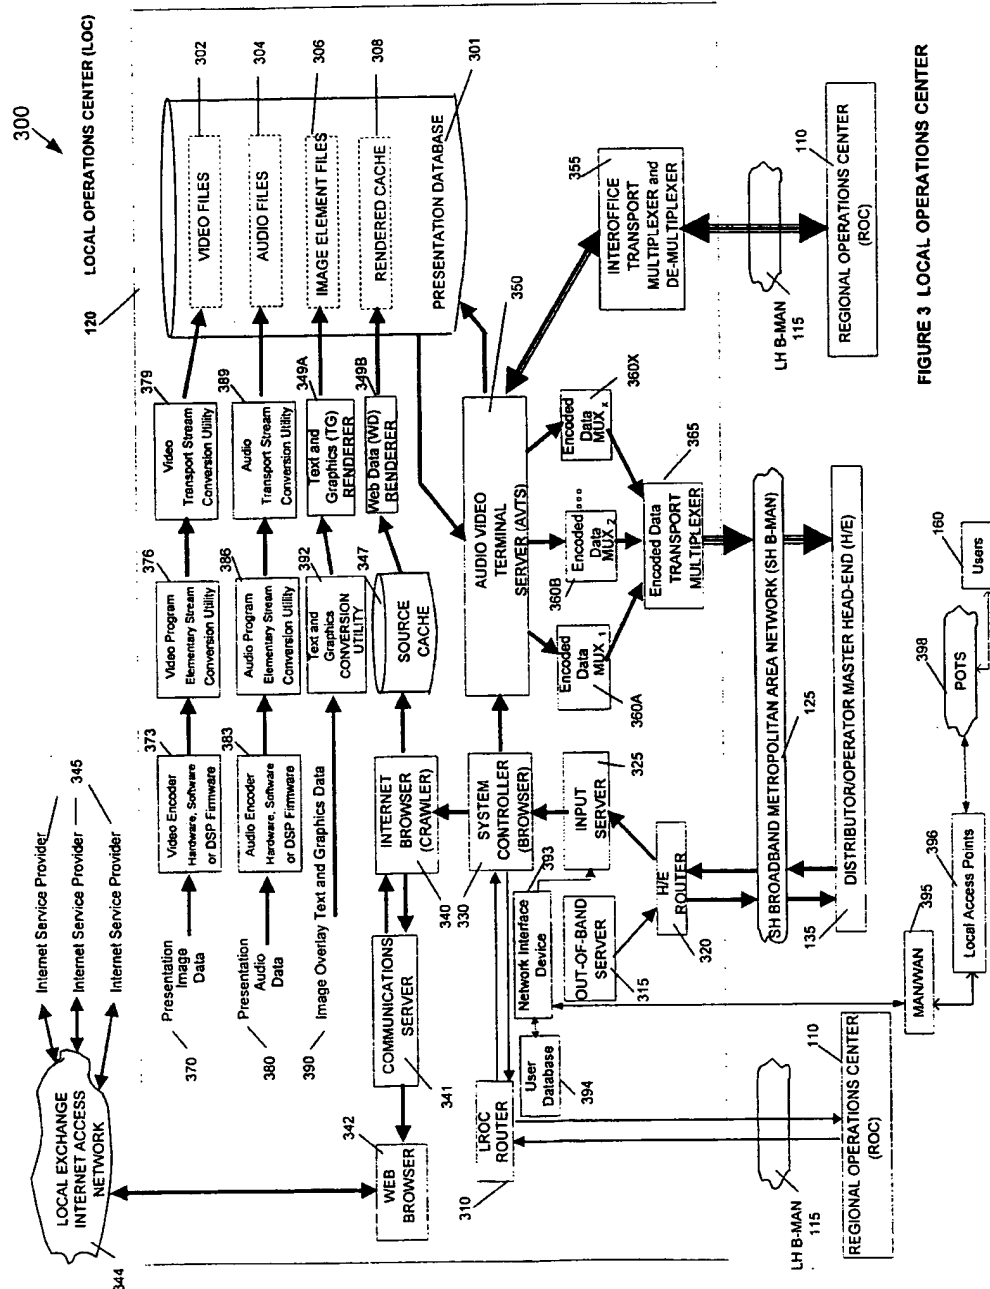 300
LOCAL OPERATIONS CENTER (LOC)
120
344
LOCAL EXCHANGE
INTERNET ACCESS
NETWORK
Internet Service Provider
Internet Service Provider
Internet Service Provider
345
370
Presentation
Image
Data
373
Video Encoder
Hardware, Software
or DSP Firmware
376
Video Program
Elementary Stream
Conversion Utility
379
Video
Transport Stream
Conversion Utility
VIDEO FILES
302
380
Presentation
Audio
Data
383
Audio Encoder
Hardware, Software
or DSP Firmware
386
Audio Program
Elementary Stream
Conversion Utility
389
Audio
Transport Stream
Conversion Utility
AUDIO FILES
304
390
Image Overlay Text and Graphics Data
392
Text and
Graphics
CONVERSION
UTILITY
349A
Text and
Graphics (TG)
RENDERER
IMAGE ELEMENT FILES
306
342
WEB
BROWSER
COMMUNICATIONS
SERVER
341
INTERNET
BROWSER
(CRAWLER)
340
347
SOURCE
CACHE
349B
Web Data (WD)
RENDERER
RENDERED CACHE
308
PRESENTATION DATABASE
301
LROC
ROUTER
310
SYSTEM
CONTROLLER
(BROWSER)
330
AUDIO VIDEO
TERMINAL
SERVER (AVTS)
350
User
Database
394
Network Interface
Device
393
INPUT
SERVER
325
OUT-OF-BAND
SERVER
315
H/E
ROUTER
320
Encoded
Data
MUX 1
360A
Encoded...
Data
MUX 2
360B
Encoded
Data
MUX x
360X
Encoded Data
TRANSPORT
MULTIPLEXER
365
INTEROFFICE
TRANSPORT
MULTIPLEXER and
DE-MULTIPLEXER
355
LH B-MAN
115
SH BROADBAND METROPOLITAN AREA NETWORK (SH B-MAN)
125
LH B-MAN
115
REGIONAL OPERATIONS CENTER
(ROC)
110
135
DISTRIBUTOR/OPERATOR MASTER HEAD-END (H/E)
REGIONAL OPERATIONS CENTER
(ROC)
110
MAN/WAN
395
Local Access Points
396
POTS
398
Users
160
FIGURE 3 LOCAL OPERATIONS CENTER